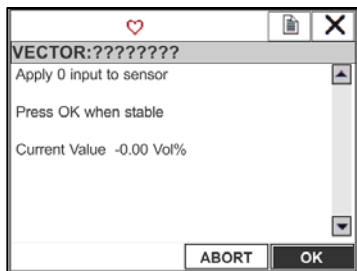 VECTOR:????????
Apply 0 input to sensor
Press OK when stable
Current Value -0.00 Vol%
ABORT
OK